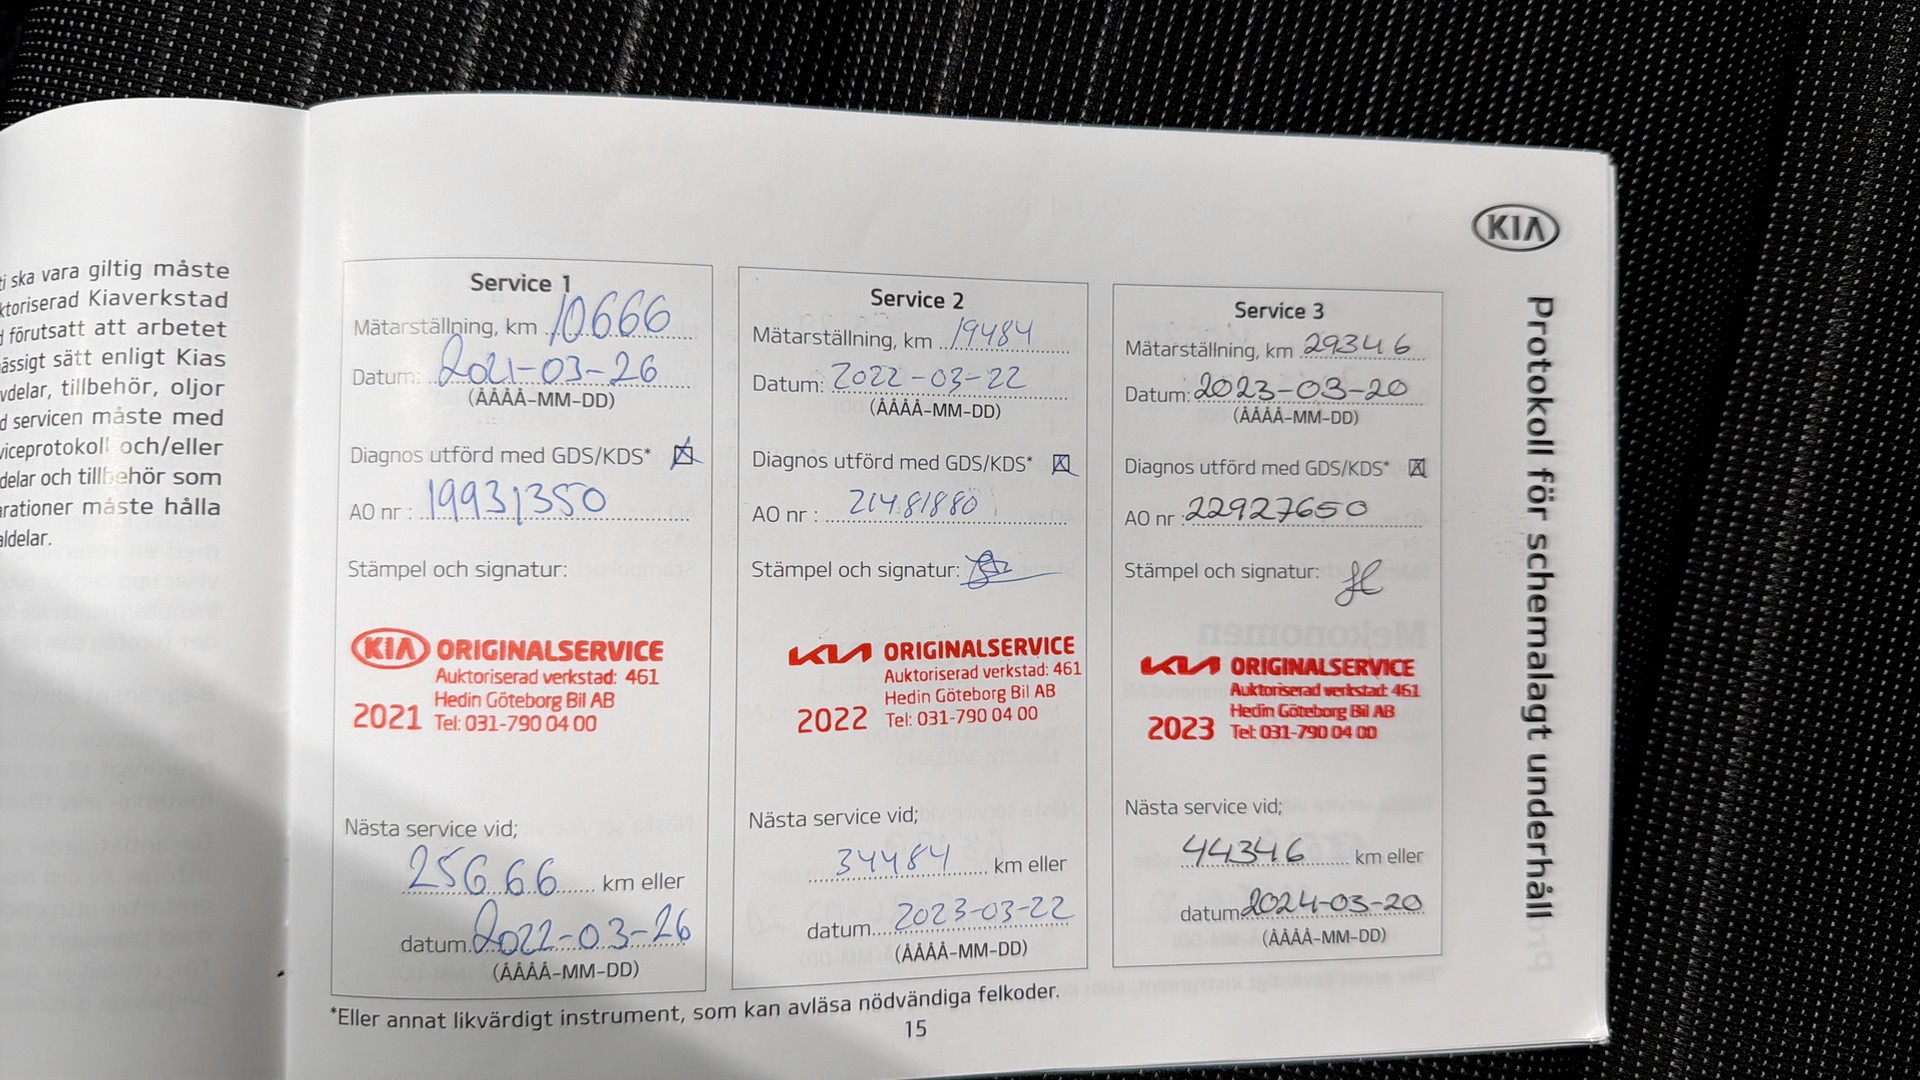 ti ska vara giltig måste
ktoriserad Kiaverkstad
d förutsatt att arbetet
ässigt sätt enligt Kias
vdelar, tillbehör, oljor
d servicen måste med
viceprotokoll och/eller
delar och tillbehör som
arationer måste hålla
aldelar.
KIA
Protokoll för schemalagt underhåll
Service 1
Mätarställning, km 10666
Datum: 2021-03-26
(ÅÅÅÅ-MM-DD)
Diagnos utförd med GDS/KDS*
AO nr : 19931350
Stämpel och signatur:
KIA ORIGINALSERVICE
Auktoriserad verkstad: 461
Hedin Göteborg Bil AB
2021 Tel: 031-790 04 00
Nästa service vid;
25666 km eller
datum 2022-03-26
(ÅÅÅÅ-MM-DD)
Service 2
Mätarställning, km 19484
Datum: 2022-03-22
(ÅÅÅÅ-MM-DD)
Diagnos utförd med GDS/KDS*
AO nr : 21481880
Stämpel och signatur:
KIA ORIGINALSERVICE
Auktoriserad verkstad: 461
Hedin Göteborg Bil AB
2022 Tel: 031-790 04 00
Nästa service vid;
34484 km eller
datum 2023-03-22
(ÅÅÅÅ-MM-DD)
Service 3
Mätarställning, km 29346
Datum: 2023-03-20
(ÅÅÅÅ-MM-DD)
Diagnos utförd med GDS/KDS*
AO nr : 22927650
Stämpel och signatur:
KIA ORIGINALSERVICE
Auktoriserad verkstad: 461
Hedin Göteborg Bil AB
2023 Tel: 031-790 04 00
Nästa service vid;
44346 km eller
datum 2024-03-20
(ÅÅÅÅ-MM-DD)
*Eller annat likvärdigt instrument, som kan avläsa nödvändiga felkoder.
15